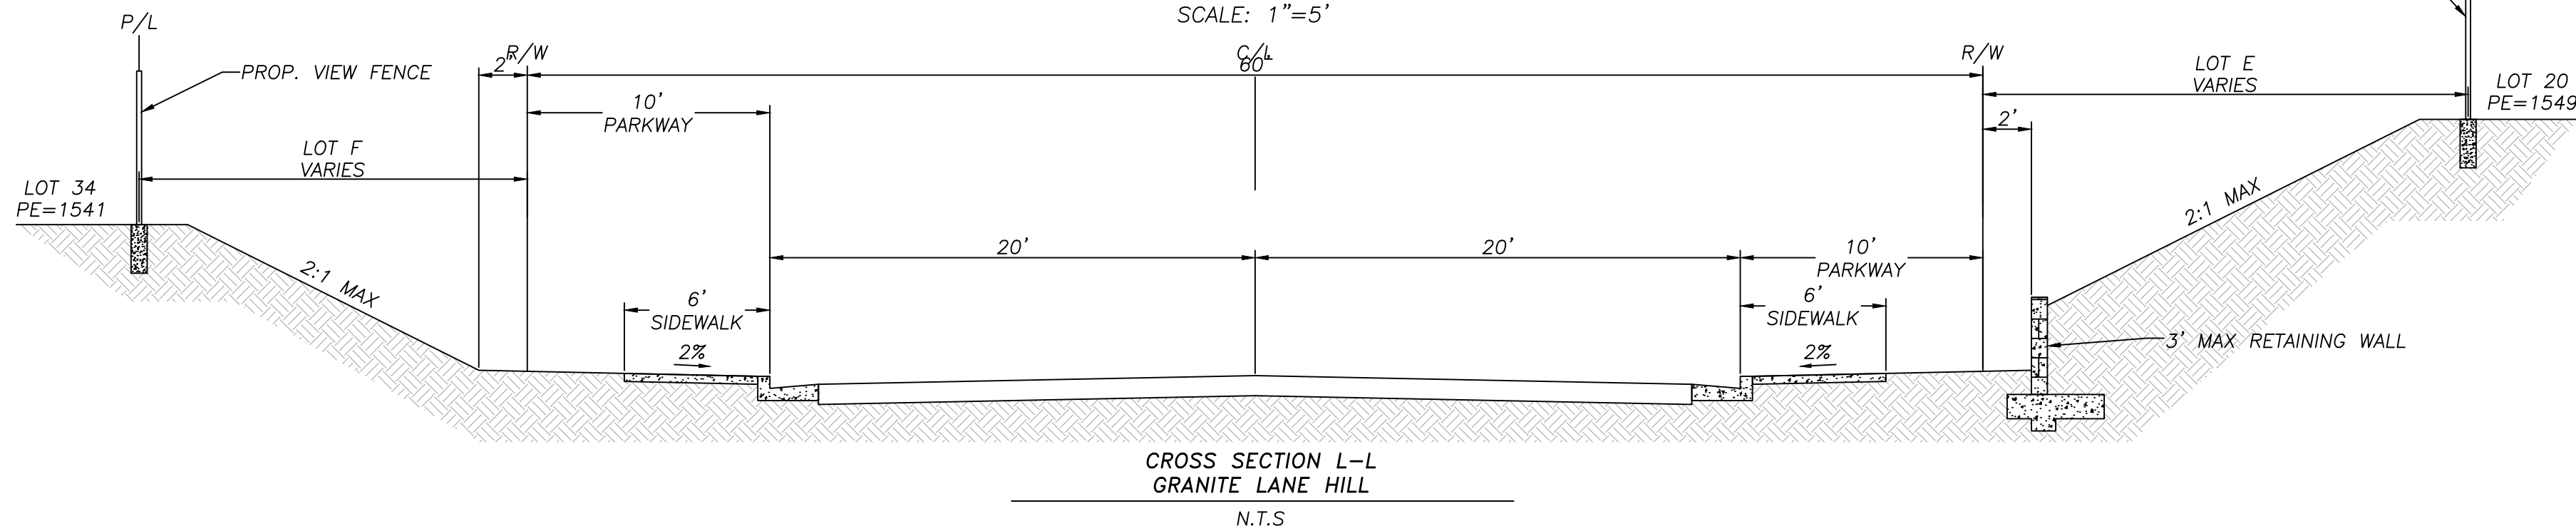 SCALE: 1"=5'
P/L
R/W
C/L
R/W
2'
60'
PROP. VIEW FENCE
LOT E
VARIES
LOT 20
PE=1549
10'
PARKWAY
2'
LOT F
VARIES
LOT 34
PE=1541
2:1 MAX
2:1 MAX
20'
20'
10'
PARKWAY
6'
SIDEWALK
6'
SIDEWALK
2%
2%
3' MAX RETAINING WALL
CROSS SECTION L-L
GRANITE LANE HILL
N.T.S